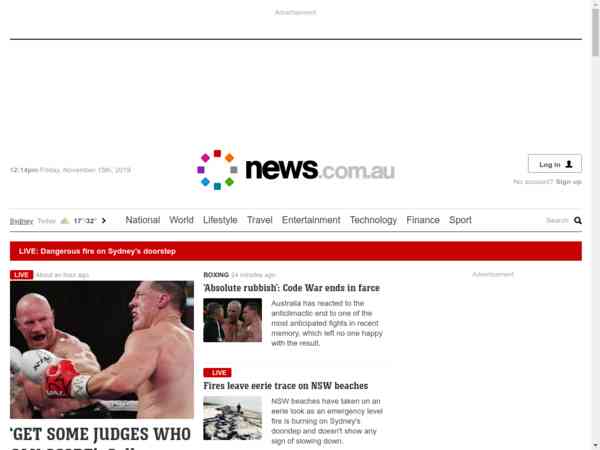 Advertisement
12:14pm Friday, November 15th, 2019
news.com.au
Log in
No account? Sign up
Sydney Today 17°/32°
National World Lifestyle Travel Entertainment Technology Finance Sport
Search
LIVE: Dangerous fire on Sydney's doorstep
LIVE About an hour ago
'GET SOME JUDGES WHO
BOXING 54 minutes ago
'Absolute rubbish': Code War ends in farce
Australia has reacted to the
anticlimactic end to one of the
most anticipated fights in recent
memory, which left no one happy
with the result.
LIVE
Fires leave eerie trace on NSW beaches
NSW beaches have taken on an
eerie look as an emergency level
fire is burning on Sydney's
doorstep and doesn't show any
sign of slowing down.
Advertisement